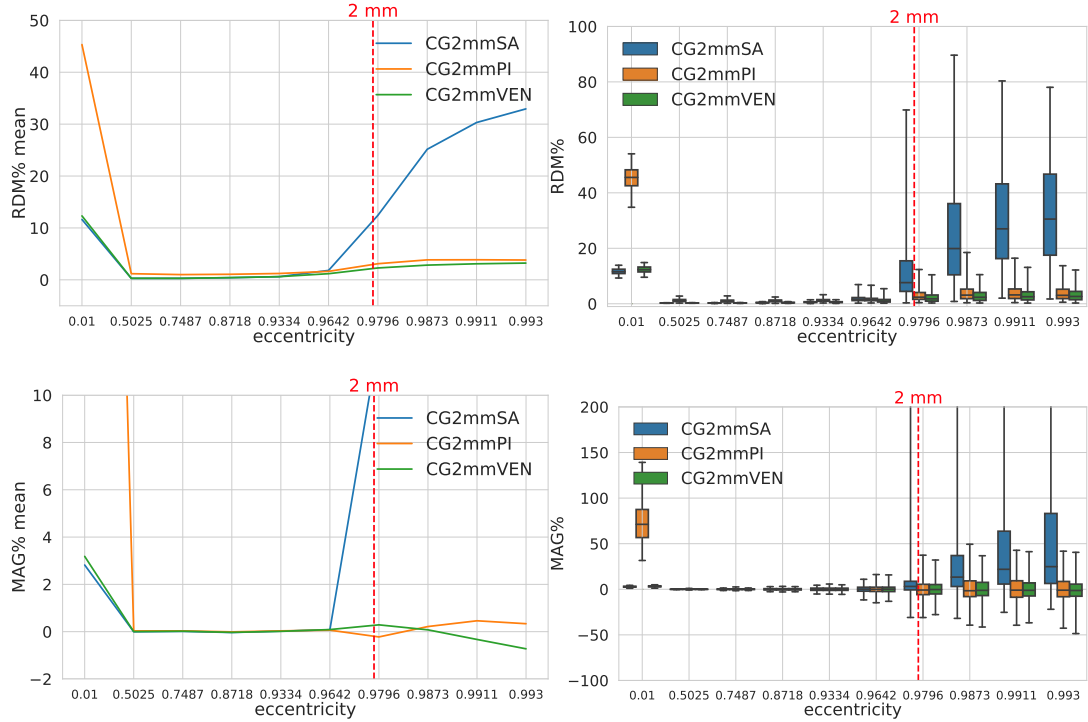 2 mm
50
40
30
20
10
0
RDM% mean
CG2mmSA
CG2mmPI
CG2mmVEN
0.01 0.5025 0.7487 0.8718 0.9334 0.9642 0.9796 0.9873 0.9911 0.993
eccentricity
2 mm
100
80
60
40
20
0
RDM%
CG2mmSA
CG2mmPI
CG2mmVEN
0.01 0.5025 0.7487 0.8718 0.9334 0.9642 0.9796 0.9873 0.9911 0.993
eccentricity
2 mm
10
8
6
4
2
0
−2
MAG% mean
CG2mmSA
CG2mmPI
CG2mmVEN
0.01 0.5025 0.7487 0.8718 0.9334 0.9642 0.9796 0.9873 0.9911 0.993
eccentricity
2 mm
200
150
100
50
0
−50
−100
MAG%
CG2mmSA
CG2mmPI
CG2mmVEN
0.01 0.5025 0.7487 0.8718 0.9334 0.9642 0.9796 0.9873 0.9911 0.993
eccentricity